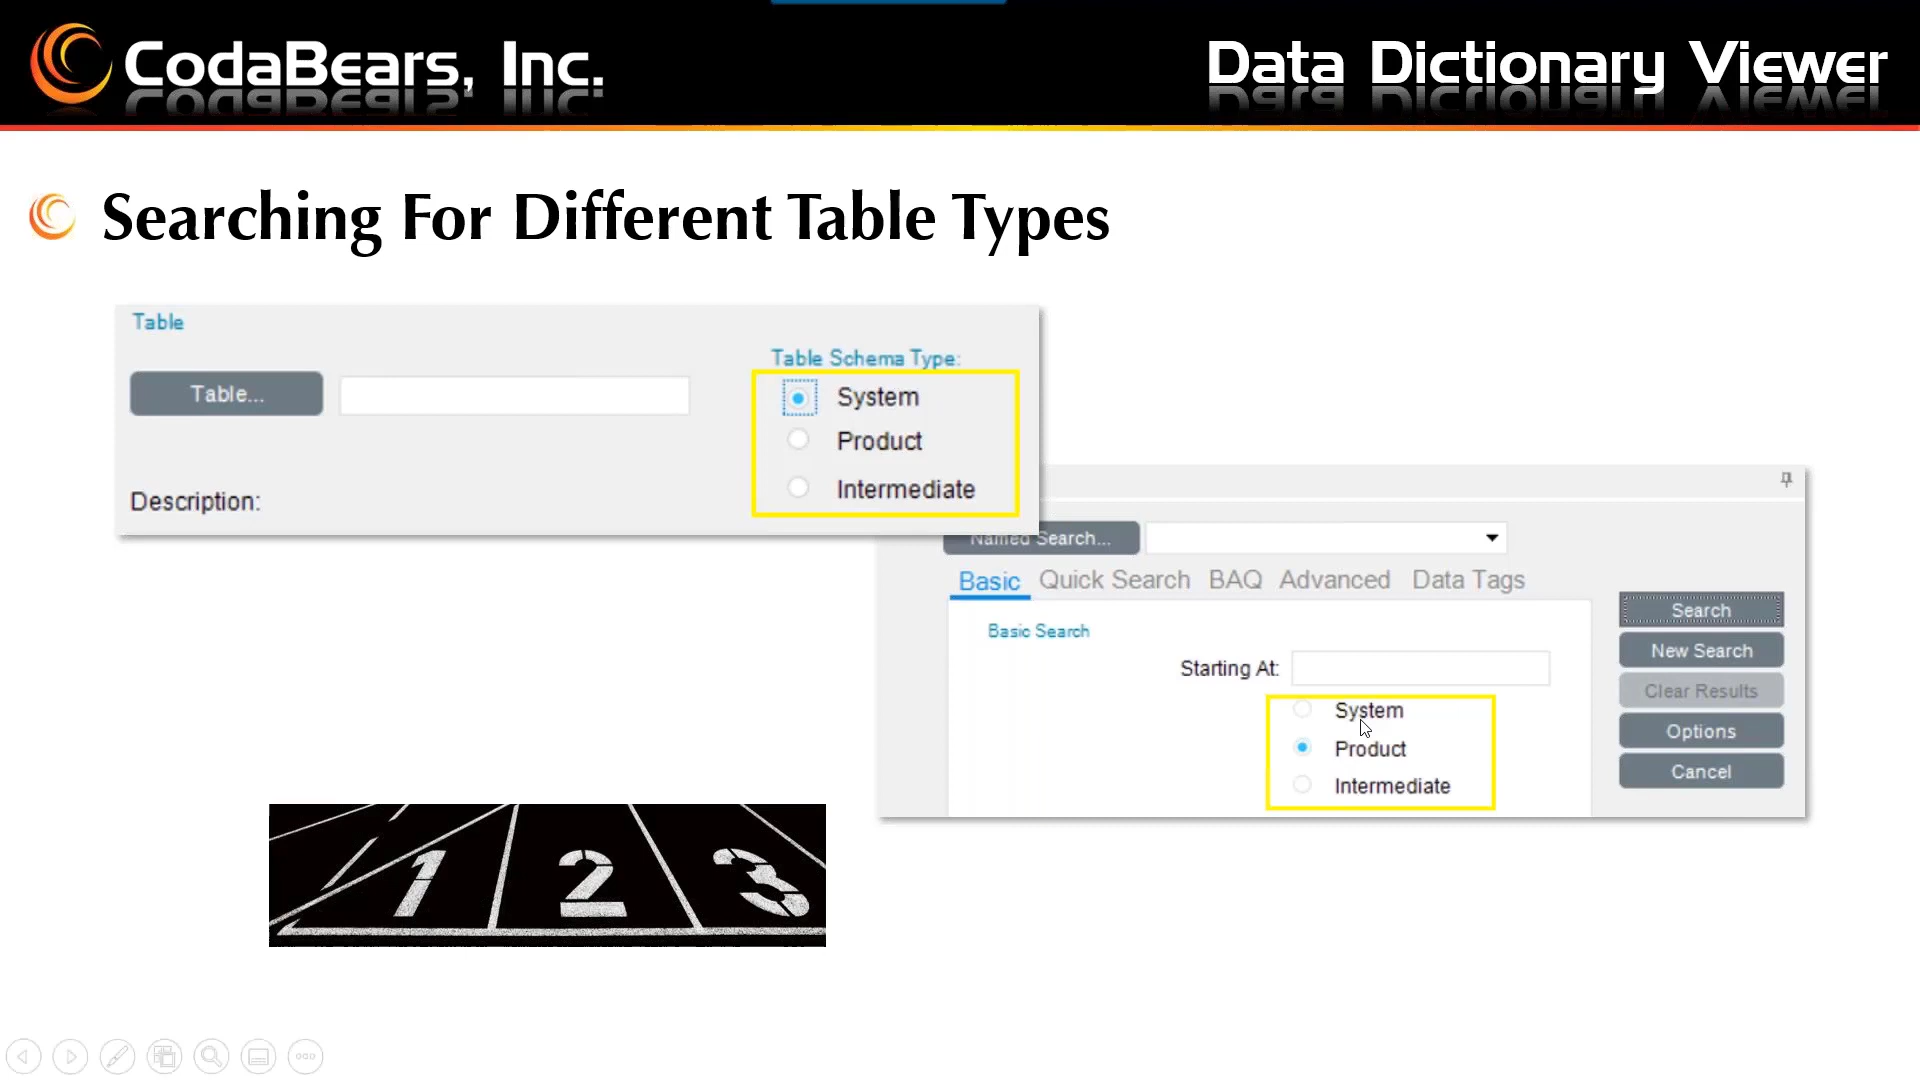 CodaBears, Inc.
Data Dictionary Viewer
Searching For Different Table Types
Table
Table Schema Type:
Table...
System
Product
Intermediate
Description:
Named Search...
Basic Quick Search BAQ Advanced Data Tags
Basic Search
Starting At:
System
Product
Intermediate
Search
New Search
Clear Results
Options
Cancel
1 2 3